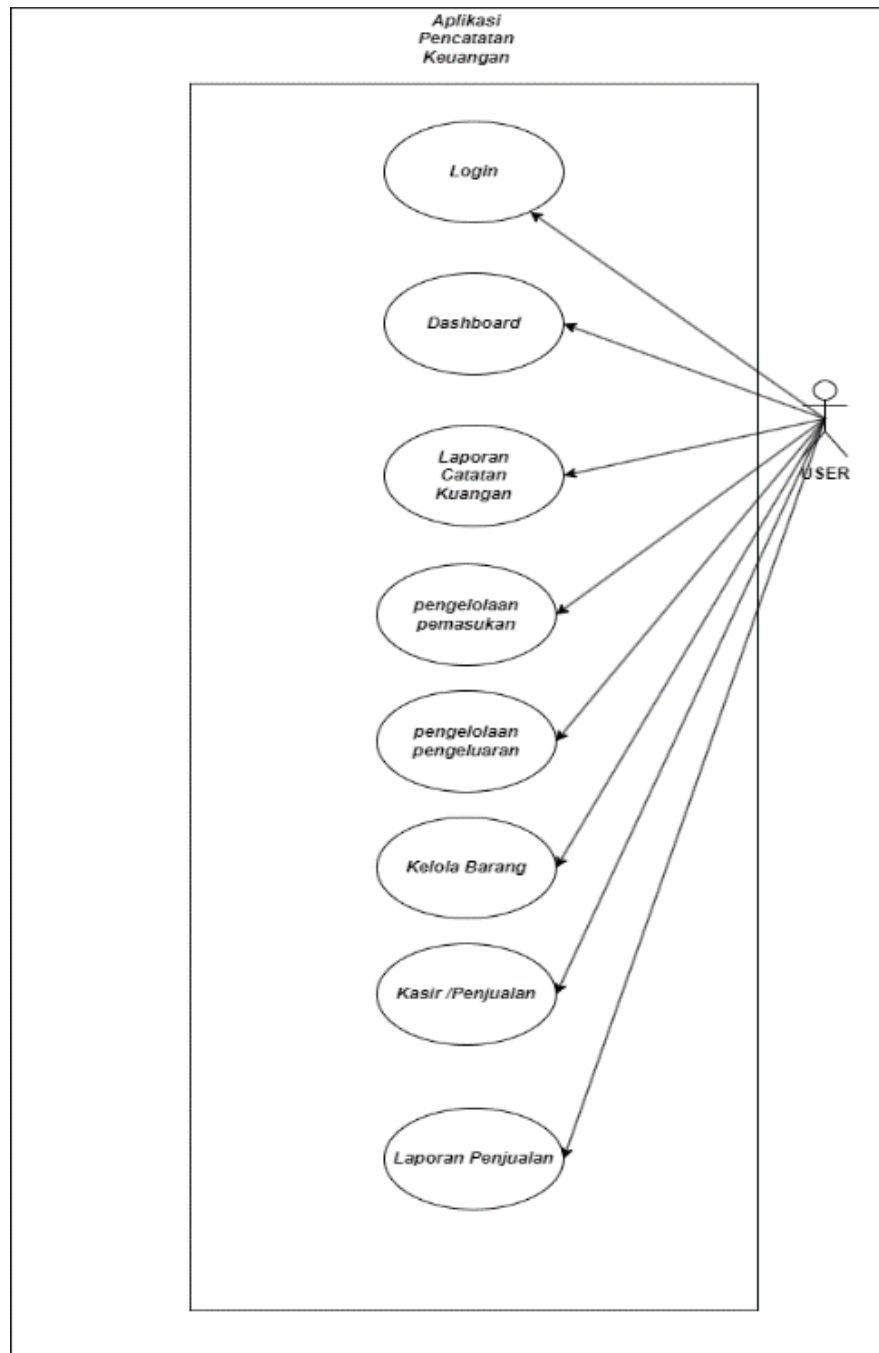 Aplikasi
Pencatatan
Keuangan
Login
Dashboard
Laporan
Catatan
Kuangan
USER
pengelolaan
pemasukan
pengelolaan
pengeluaran
Kelola Barang
Kasir /Penjualan
Laporan Penjualan